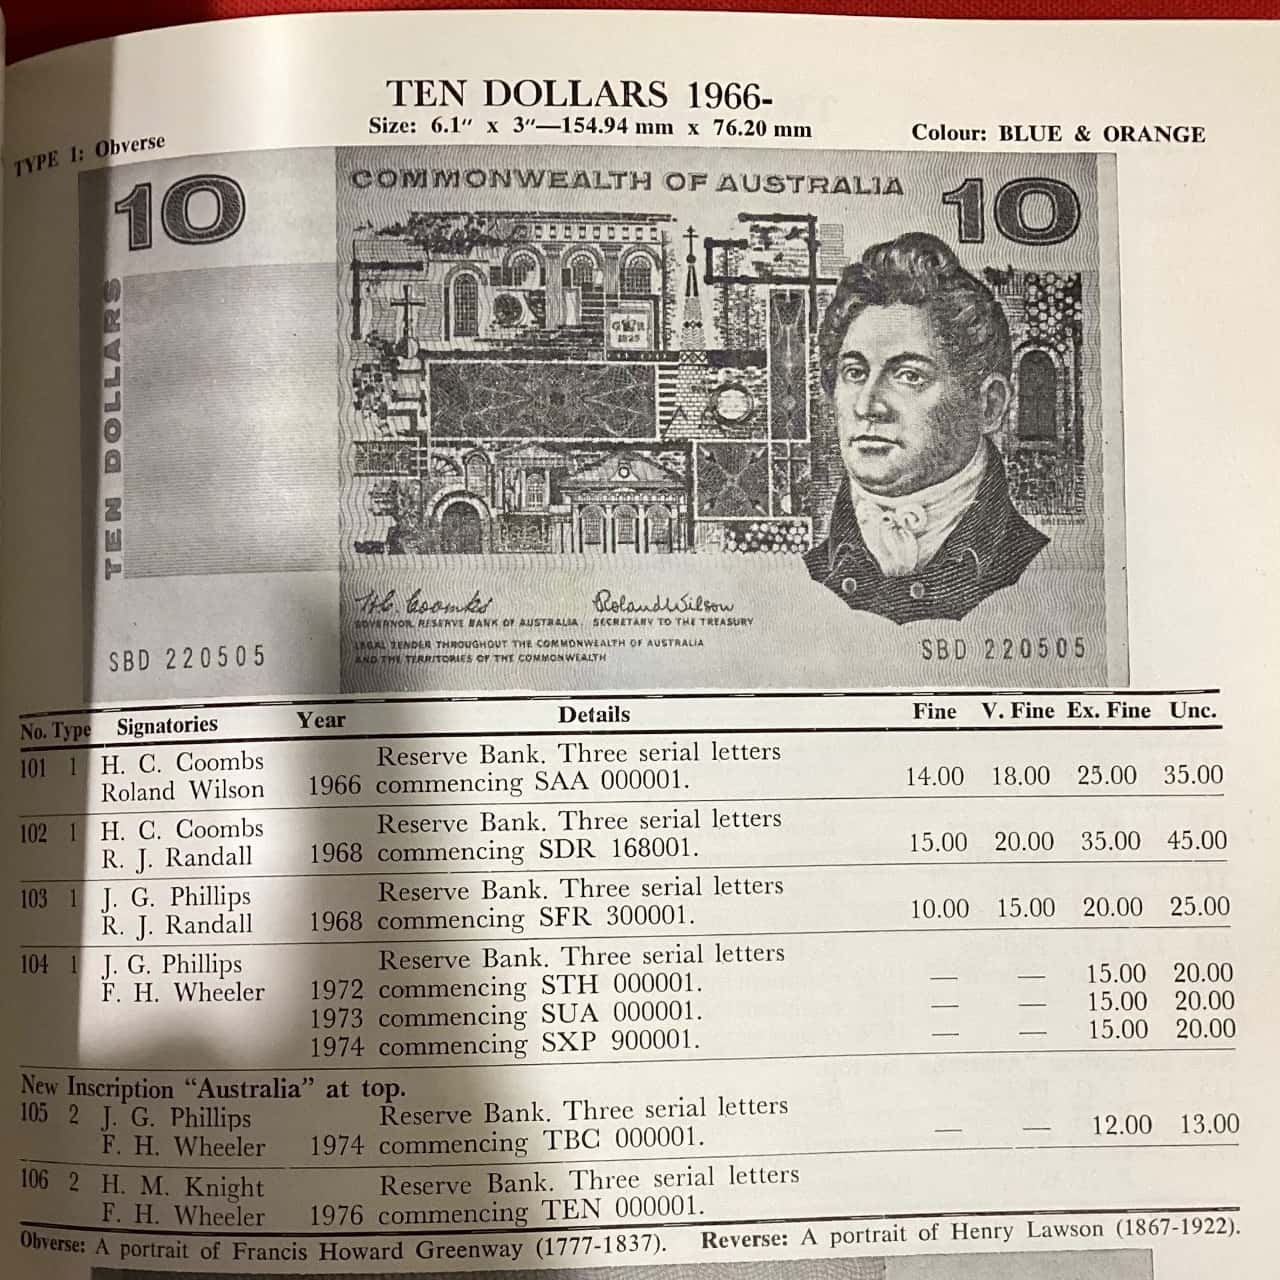 TEN DOLLARS 1966-
Size: 6.1″ x 3″—154.94 mm x 76.20 mm
TYPE 1: Obverse
Colour: BLUE & ORANGE
10
COMMONWEALTH OF AUSTRALIA
10
TEN DOLLARS
G R
1825
GREENWAY
H.C. Coombs
Roland Wilson
GOVERNOR, RESERVE BANK OF AUSTRALIA. SECRETARY TO THE TREASURY
LEGAL TENDER THROUGHOUT THE COMMONWEALTH OF AUSTRALIA
AND THE TERRITORIES OF THE COMMONWEALTH
SBD 220505
SBD 220505
No. Type Signatories Year Details Fine V. Fine Ex. Fine Unc.
101 1 H. C. Coombs Reserve Bank. Three serial letters
Roland Wilson 1966 commencing SAA 000001. 14.00 18.00 25.00 35.00
102 1 H. C. Coombs Reserve Bank. Three serial letters
R. J. Randall 1968 commencing SDR 168001. 15.00 20.00 35.00 45.00
103 1 J. G. Phillips Reserve Bank. Three serial letters
R. J. Randall 1968 commencing SFR 300001. 10.00 15.00 20.00 25.00
104 1 J. G. Phillips Reserve Bank. Three serial letters
F. H. Wheeler 1972 commencing STH 000001. — — 15.00 20.00
1973 commencing SUA 000001. — — 15.00 20.00
1974 commencing SXP 900001. — — 15.00 20.00
New Inscription “Australia” at top.
105 2 J. G. Phillips Reserve Bank. Three serial letters
F. H. Wheeler 1974 commencing TBC 000001. — — 12.00 13.00
106 2 H. M. Knight Reserve Bank. Three serial letters
F. H. Wheeler 1976 commencing TEN 000001.
Obverse: A portrait of Francis Howard Greenway (1777-1837). Reverse: A portrait of Henry Lawson (1867-1922).